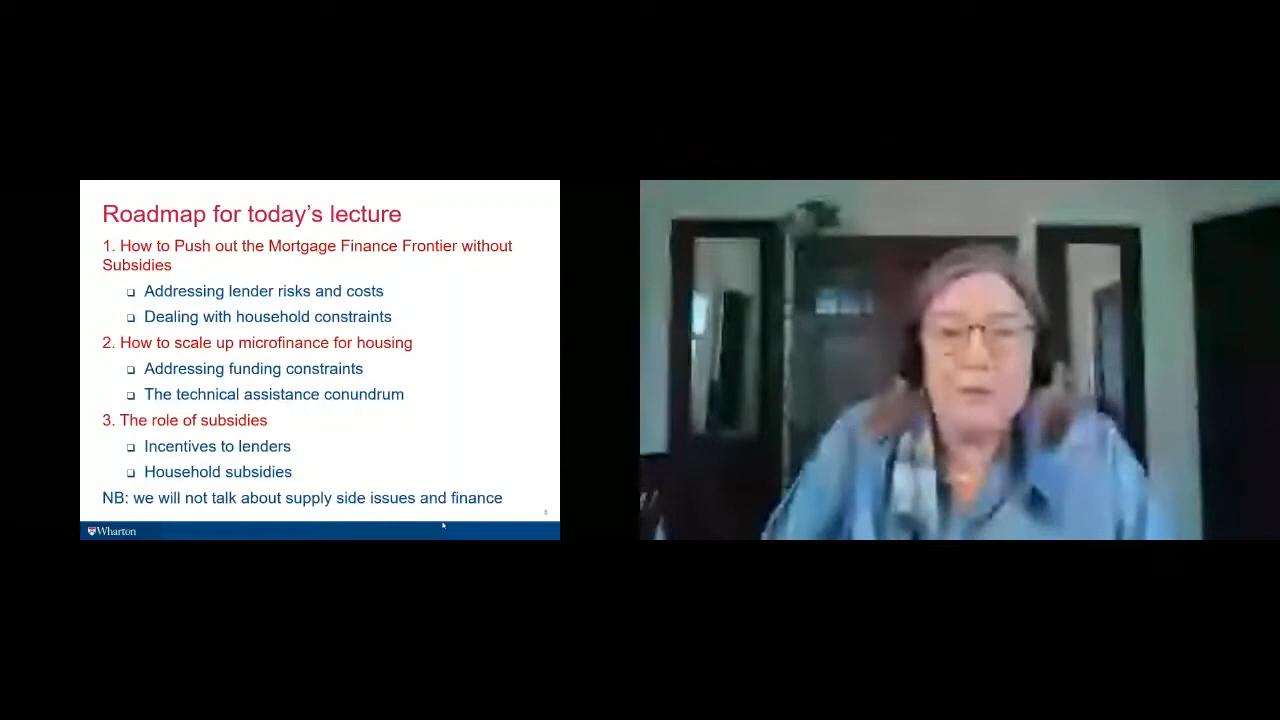 Roadmap for today’s lecture
1. How to Push out the Mortgage Finance Frontier without
Subsidies
Addressing lender risks and costs
Dealing with household constraints
2. How to scale up microfinance for housing
Addressing funding constraints
The technical assistance conundrum
3. The role of subsidies
Incentives to lenders
Household subsidies
NB: we will not talk about supply side issues and finance
Wharton